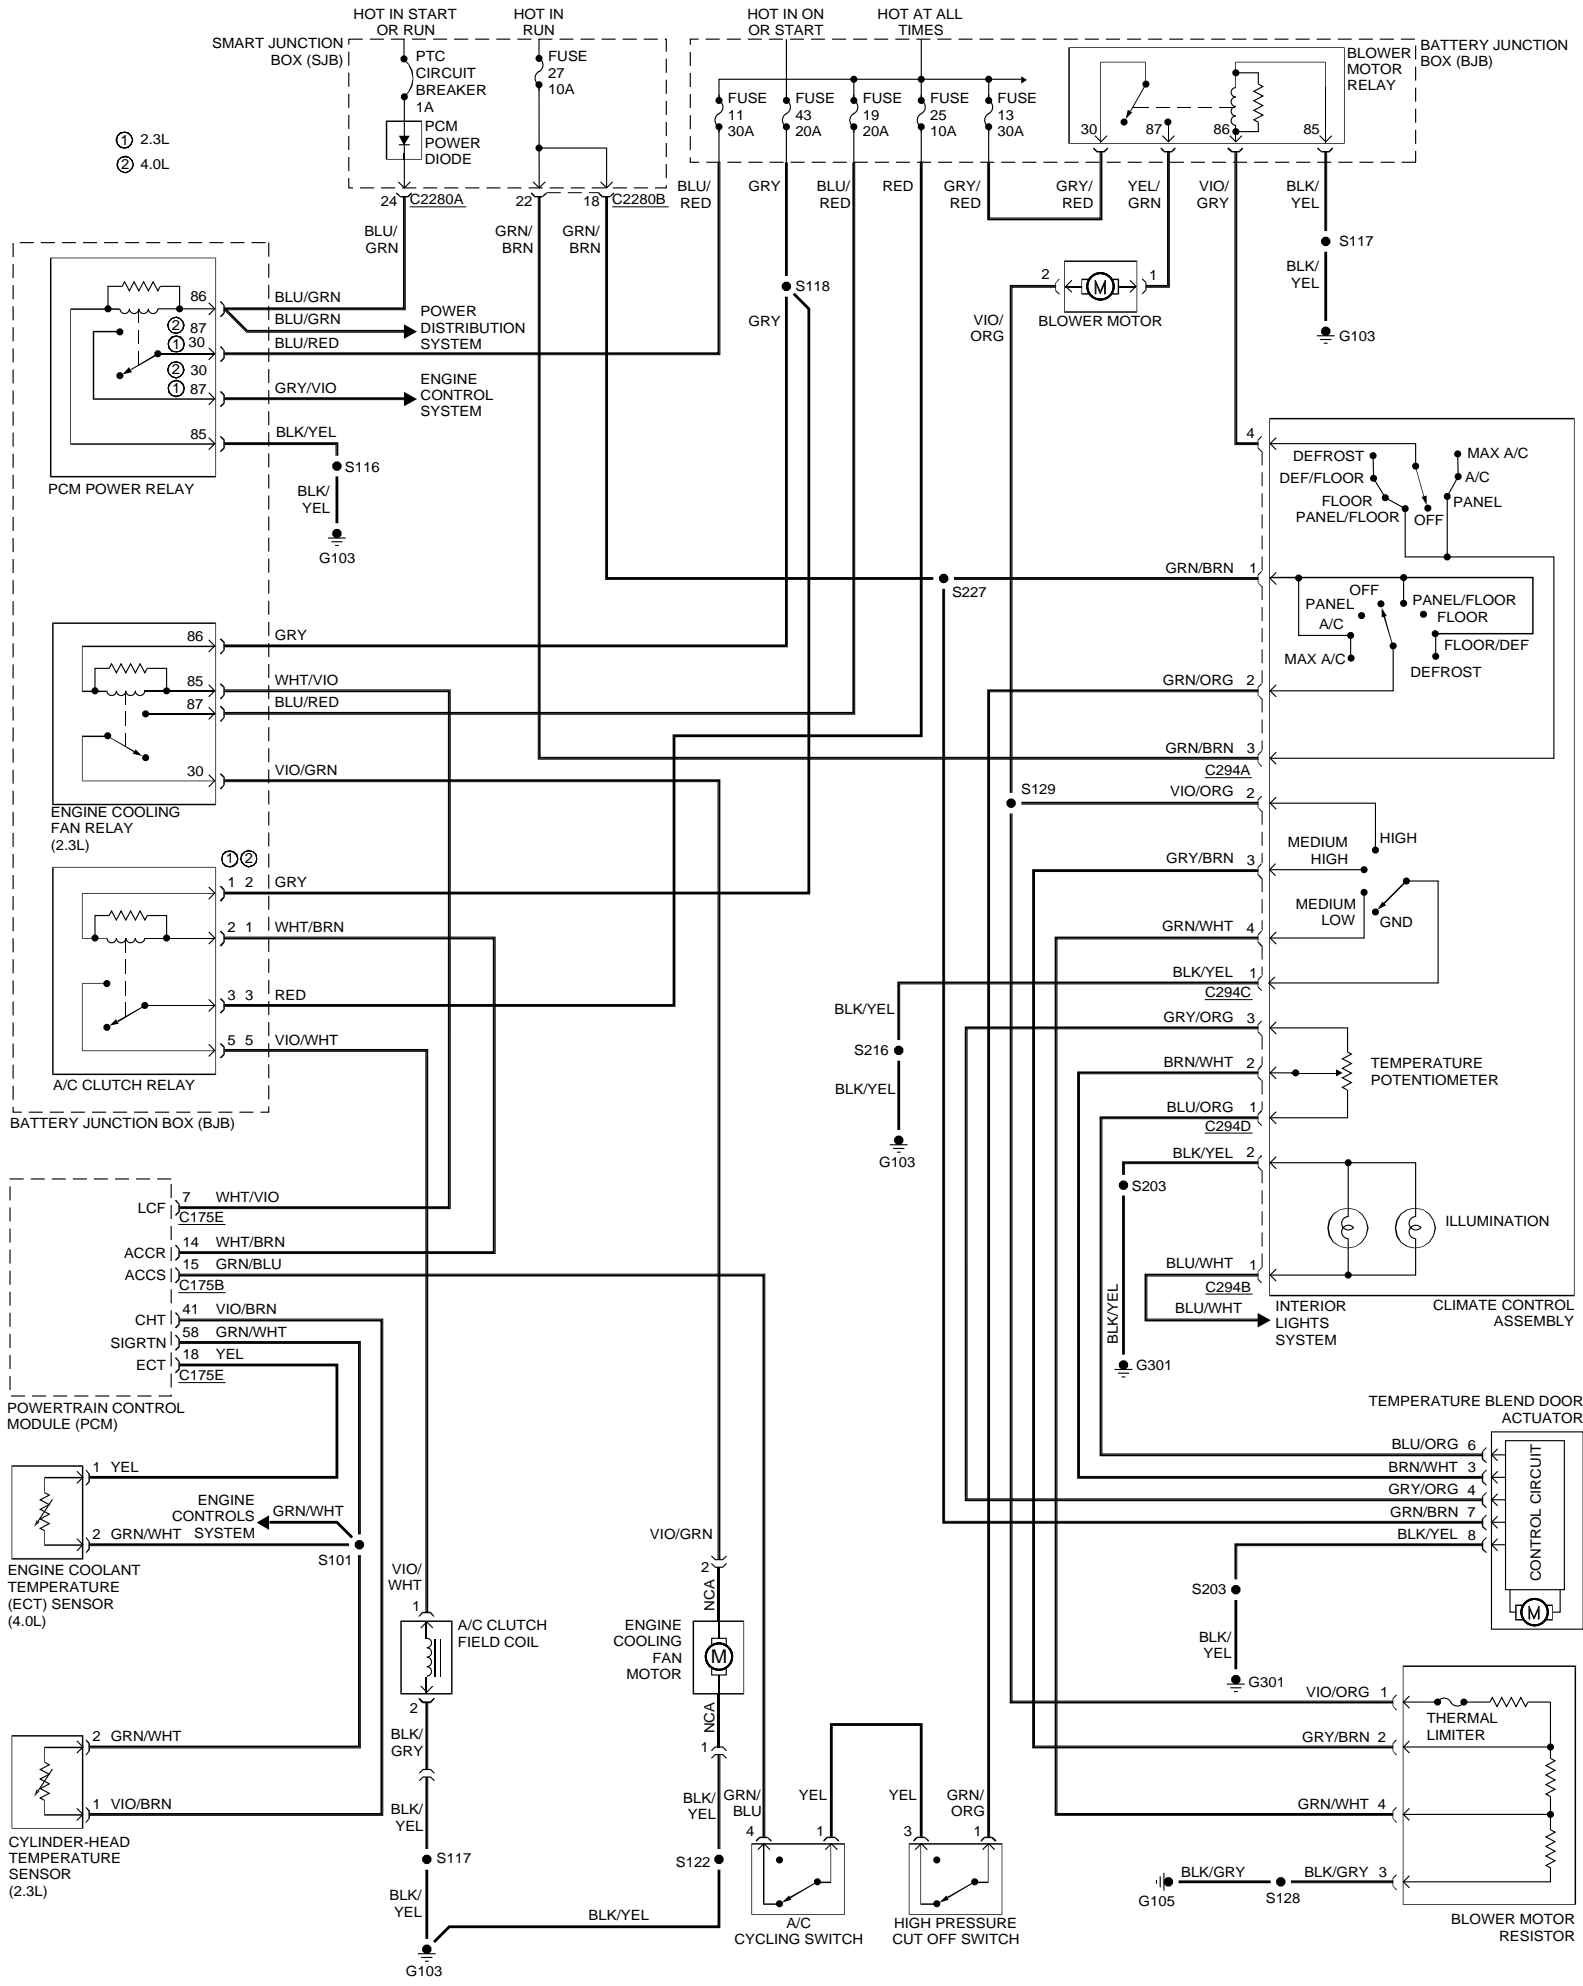 HOT IN START
OR RUN
HOT IN
RUN
HOT IN ON
OR START
HOT AT ALL
TIMES
SMART JUNCTION
BOX (SJB)
PTC
CIRCUIT
BREAKER
1A
PCM
POWER
DIODE
FUSE
27
10A
FUSE
11
30A
FUSE
43
20A
FUSE
19
20A
FUSE
25
10A
FUSE
13
30A
BLOWER
MOTOR
RELAY
BATTERY JUNCTION
BOX (BJB)
30
87
86
85
① 2.3L
② 4.0L
24
C2280A
22
18
C2280B
BLU/
GRN
GRN/
BRN
GRN/
BRN
BLU/
RED
GRY
BLU/
RED
RED
GRY/
RED
GRY/
RED
YEL/
GRN
VIO/
GRY
BLK/
YEL
S117
BLK/
YEL
G103
2
M
1
BLOWER MOTOR
VIO/
ORG
S118
GRY
86
BLU/GRN
BLU/GRN
POWER
DISTRIBUTION
SYSTEM
② 87
① 30
BLU/RED
② 30
① 87
GRY/VIO
ENGINE
CONTROL
SYSTEM
85
BLK/YEL
S116
BLK/
YEL
G103
PCM POWER RELAY
4
DEFROST
DEF/FLOOR
FLOOR
PANEL/FLOOR
OFF
MAX A/C
A/C
PANEL
S227
GRN/BRN 1
OFF
PANEL
A/C
MAX A/C
PANEL/FLOOR
FLOOR
FLOOR/DEF
DEFROST
GRN/ORG 2
GRN/BRN 3
C294A
86
GRY
85
WHT/VIO
87
BLU/RED
30
VIO/GRN
ENGINE COOLING
FAN RELAY
(2.3L)
S129
VIO/ORG 2
HIGH
MEDIUM
HIGH
GRY/BRN 3
MEDIUM
LOW
GND
GRN/WHT 4
BLK/YEL 1
C294C
① ②
1 2 GRY
2 1 WHT/BRN
3 3 RED
5 5 VIO/WHT
A/C CLUTCH RELAY
BATTERY JUNCTION BOX (BJB)
BLK/YEL
S216
BLK/YEL
G103
GRY/ORG 3
BRN/WHT 2
TEMPERATURE
POTENTIOMETER
BLU/ORG 1
C294D
BLK/YEL 2
S203
BLK/YEL
G301
ILLUMINATION
BLU/WHT 1
C294B
BLU/WHT
INTERIOR
LIGHTS
SYSTEM
CLIMATE CONTROL
ASSEMBLY
LCF
7 WHT/VIO
C175E
ACCR
14 WHT/BRN
ACCS
15 GRN/BLU
C175B
CHT
41 VIO/BRN
SIGRTN
58 GRN/WHT
ECT
18 YEL
C175E
POWERTRAIN CONTROL
MODULE (PCM)
1 YEL
ENGINE
CONTROLS
SYSTEM
GRN/WHT
2 GRN/WHT
S101
ENGINE COOLANT
TEMPERATURE
(ECT) SENSOR
(4.0L)
2 GRN/WHT
1 VIO/BRN
CYLINDER-HEAD
TEMPERATURE
SENSOR
(2.3L)
VIO/
WHT
1
A/C CLUTCH
FIELD COIL
2
BLK/
GRY
BLK/
YEL
S117
BLK/
YEL
G103
BLK/YEL
VIO/GRN
2
NCA
ENGINE
COOLING
FAN
MOTOR
M
NCA
1
BLK/
YEL
S122
GRN/
BLU
4
YEL
1
A/C
CYCLING SWITCH
YEL
3
GRN/
ORG
1
HIGH PRESSURE
CUT OFF SWITCH
TEMPERATURE BLEND DOOR
ACTUATOR
BLU/ORG 6
BRN/WHT 3
GRY/ORG 4
GRN/BRN 7
BLK/YEL 8
CONTROL CIRCUIT
M
S203
BLK/
YEL
G301
VIO/ORG 1
THERMAL
LIMITER
GRY/BRN 2
GRN/WHT 4
BLK/GRY 3
S128
BLK/GRY
G105
BLOWER MOTOR
RESISTOR